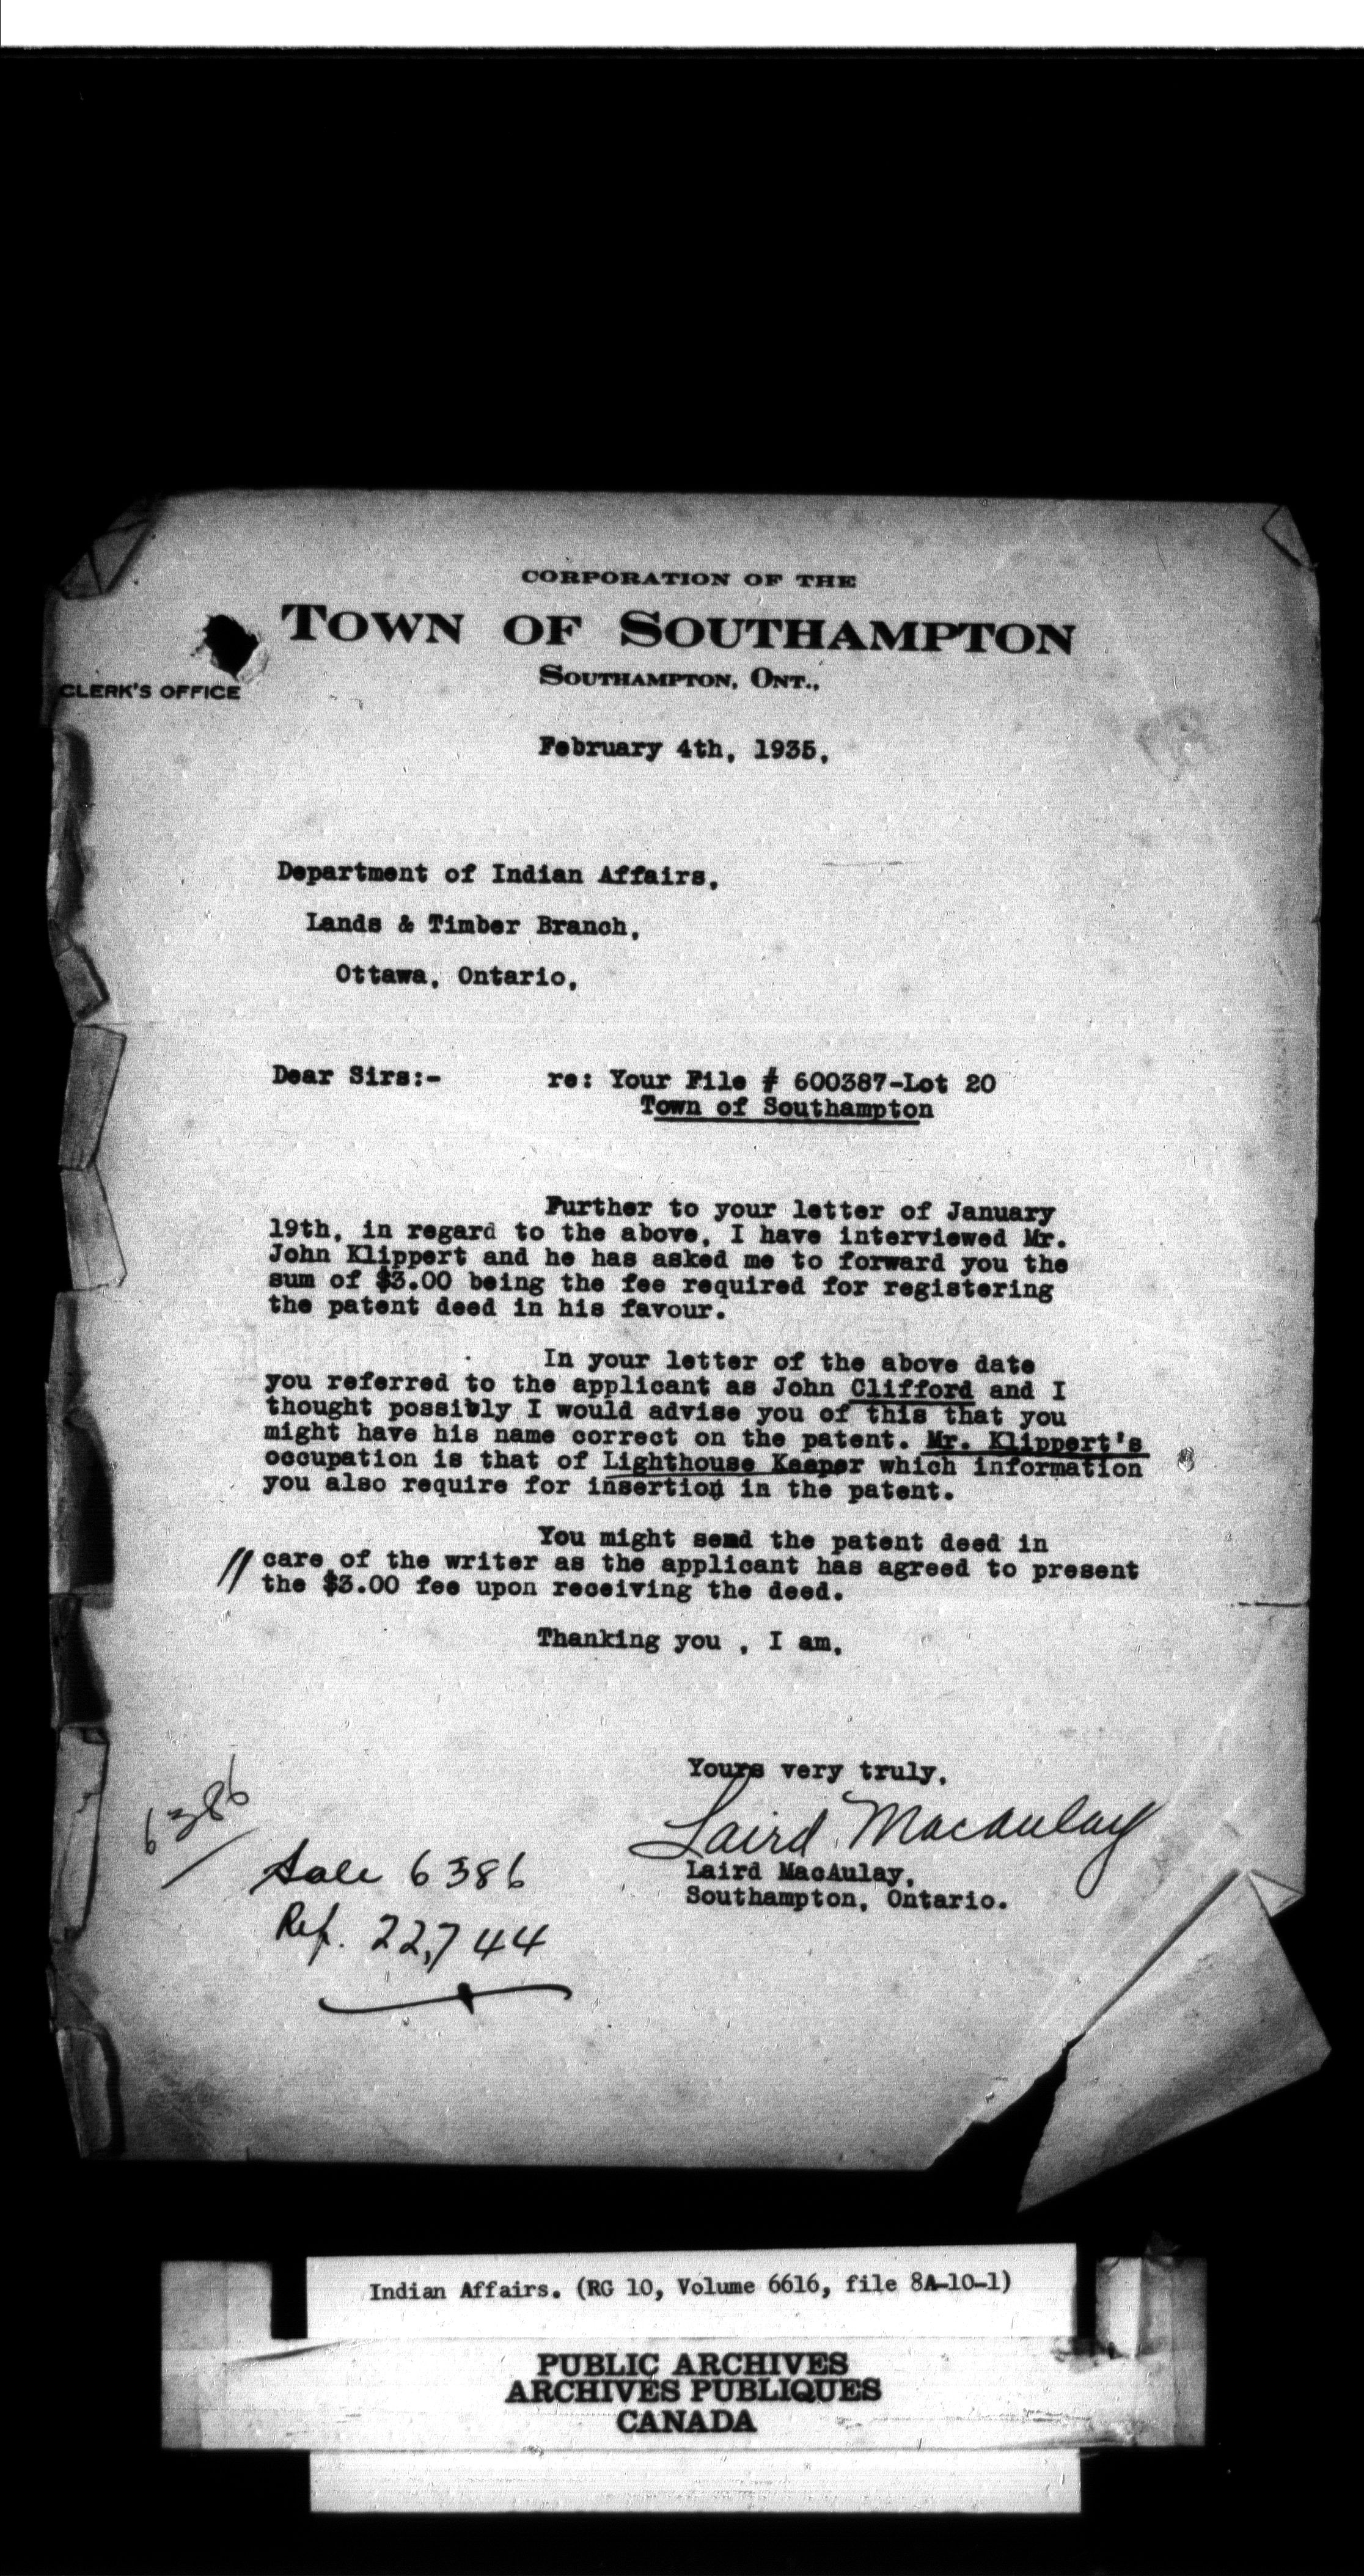 CORPORATION OF THE
TOWN OF SOUTHAMPTON
SOUTHAMPTON, ONT.,
CLERK'S OFFICE
February 4th, 1935,
Department of Indian Affairs,
Lands & Timber Branch,
Ottawa, Ontario,
Dear Sirs:- re: Your File # 600387-Lot 20
Town of Southampton
Further to your letter of January
19th, in regard to the above, I have interviewed Mr.
John Klippert and he has asked me to forward you the
sum of $3.00 being the fee required for registering
the patent deed in his favour.
In your letter of the above date
you referred to the applicant as John Clifford and I
thought possibly I would advise you of this that you
might have his name correct on the patent. Mr. Klippert's
occupation is that of Lighthouse Keeper which information
you also require for insertion in the patent.
You might send the patent deed in
care of the writer as the applicant has agreed to present
the $3.00 fee upon receiving the deed.
Thanking you , I am,
Yours very truly,
Laird MacAulay
Laird MacAulay,
Southampton, Ontario.
6386
Sale 6386
Ref. 22,744
Indian Affairs. (RG 10, Volume 6616, file 8A-10-1)
PUBLIC ARCHIVES
ARCHIVES PUBLIQUES
CANADA